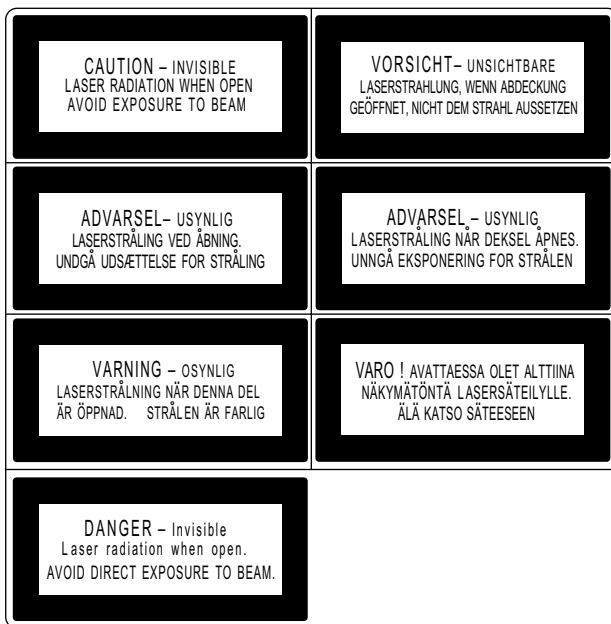 CAUTION – INVISIBLE
LASER RADIATION WHEN OPEN
AVOID EXPOSURE TO BEAM
VORSICHT– UNSICHTBARE
LASERSTRAHLUNG, WENN ABDECKUNG
GEÖFFNET, NICHT DEM STRAHL AUSSETZEN
ADVARSEL– USYNLIG
LASERSTRÅLING VED ÅBNING.
UNDGÅ UDSÆTTELSE FOR STRÅLING
ADVARSEL – USYNLIG
LASERSTRÅLING NÅR DEKSEL ÅPNES.
UNNGÅ EKSPONERING FOR STRÅLEN
VARNING – OSYNLIG
LASERSTRÅLNING NÄR DENNA DEL
ÄR ÖPPNAD. STRÅLEN ÄR FARLIG
VARO ! AVATTAESSA OLET ALTTIINA
NÄKYMÄTÖNTÄ LASERSÄTEILYLLE.
ÄLÄ KATSO SÄTEESEEN
DANGER – Invisible
Laser radiation when open.
AVOID DIRECT EXPOSURE TO BEAM.